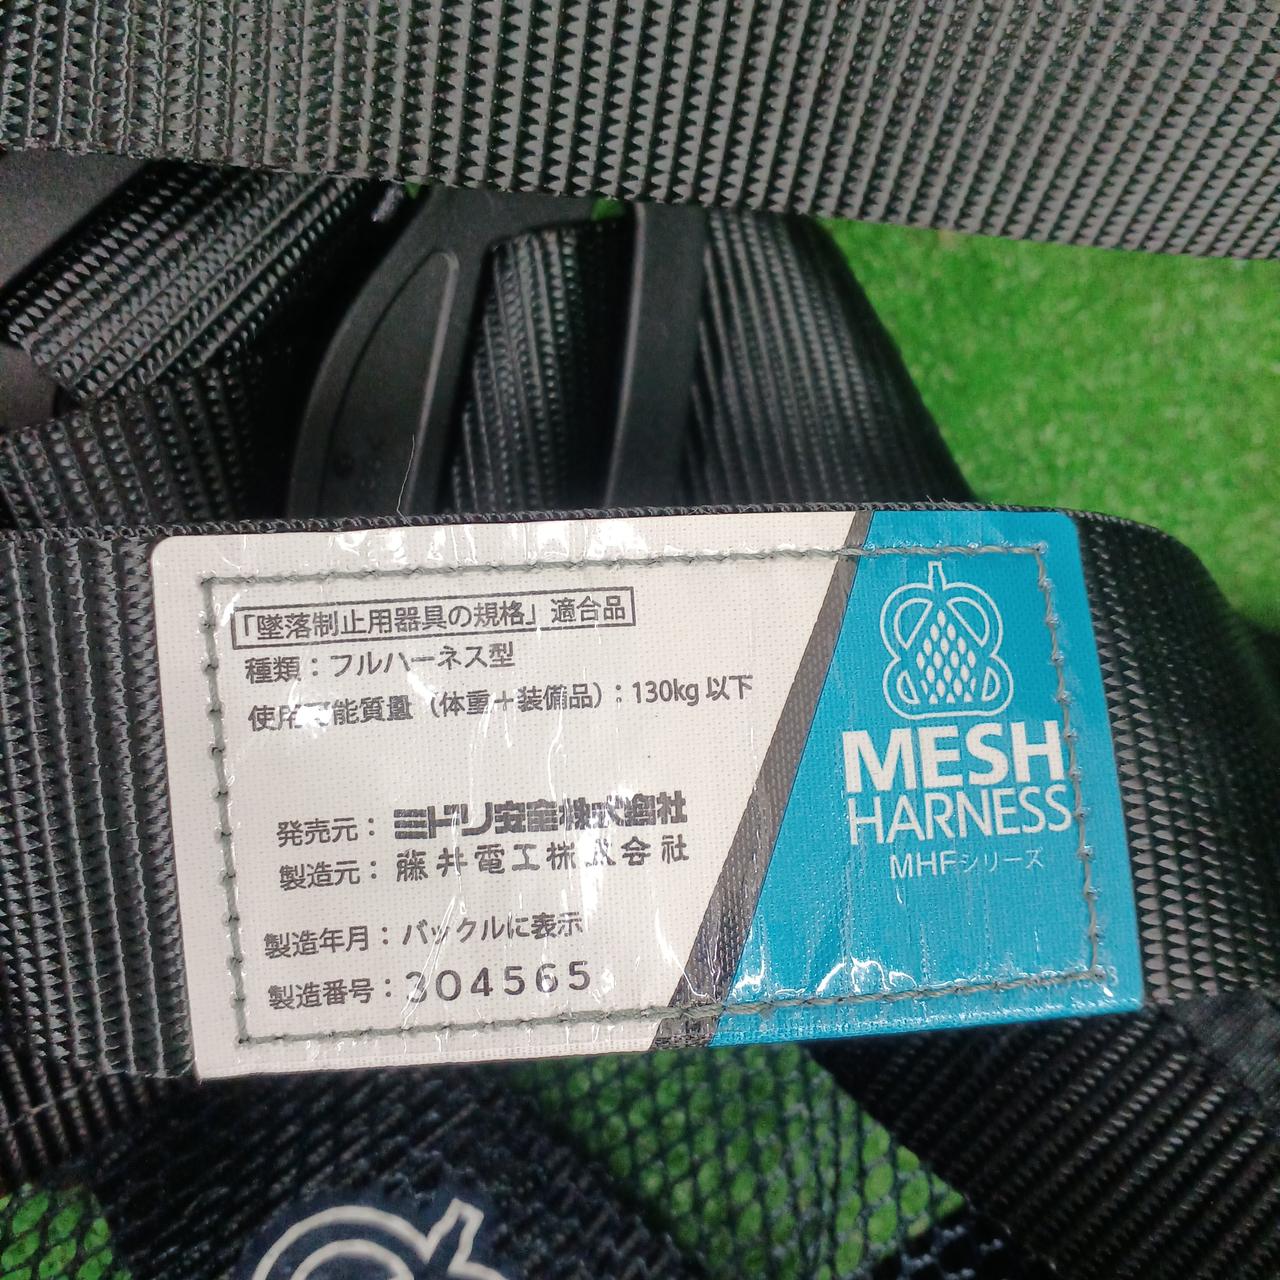 「墜落制止用器具の規格」適合品
種類：フルハーネス型
使用可能質量（体重＋装備品）：130kg 以下
発売元：ミドリ安全株式會社
製造元：藤井電工株式会社
製造年月：バックルに表示
製造番号：304565
MESH
HARNESS
MHFシリーズ